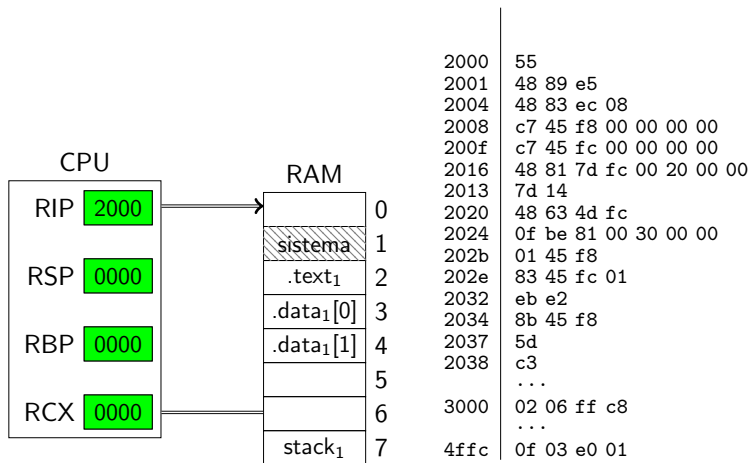 CPU
RIP 2000
RSP 0000
RBP 0000
RCX 0000
RAM
0
sistema 1
.text₁ 2
.data₁[0] 3
.data₁[1] 4
5
6
stack₁ 7
2000 55
2001 48 89 e5
2004 48 83 ec 08
2008 c7 45 f8 00 00 00 00
200f c7 45 fc 00 00 00 00
2016 48 81 7d fc 00 20 00 00
2013 7d 14
2020 48 63 4d fc
2024 0f be 81 00 30 00 00
202b 01 45 f8
202e 83 45 fc 01
2032 eb e2
2034 8b 45 f8
2037 5d
2038 c3
...
3000 02 06 ff c8
...
4ffc 0f 03 e0 01